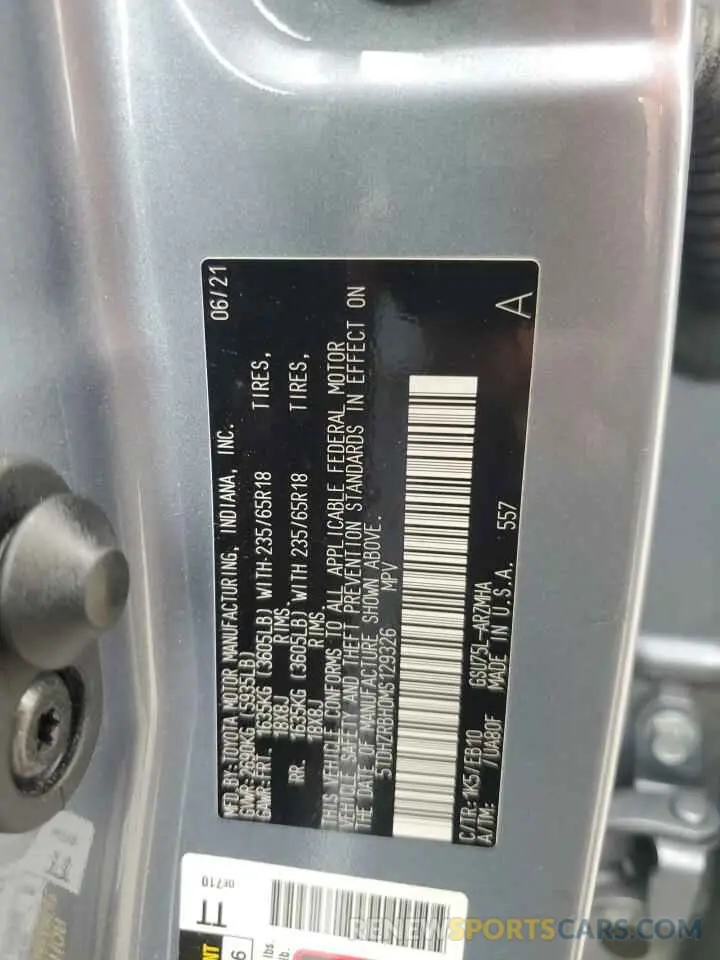 MFD.BY:TOYOTA MOTOR MANUFACTURING, INDIANA, INC. 06/21
GVWR:2690KG(5935LB)
GAWR:FRT. 1635KG (3605LB) WITH 235/65R18 TIRES,
18X8J RIMS.
RR. 1635KG (3605LB) WITH 235/65R18 TIRES,
18X8J RIMS.
THIS VEHICLE CONFORMS TO ALL APPLICABLE FEDERAL MOTOR
VEHICLE SAFETY AND THEFT PREVENTION STANDARDS IN EFFECT ON
THE DATE OF MANUFACTURE SHOWN ABOVE.
5TDHZRBH0MS129326 MPV
C/TR:1K5/EB10 GSU75L-ARZMHA
A/TM: /UA80F MADE IN U.S.A. 557 A
0E710
RENEWSPORTSCARS.COM